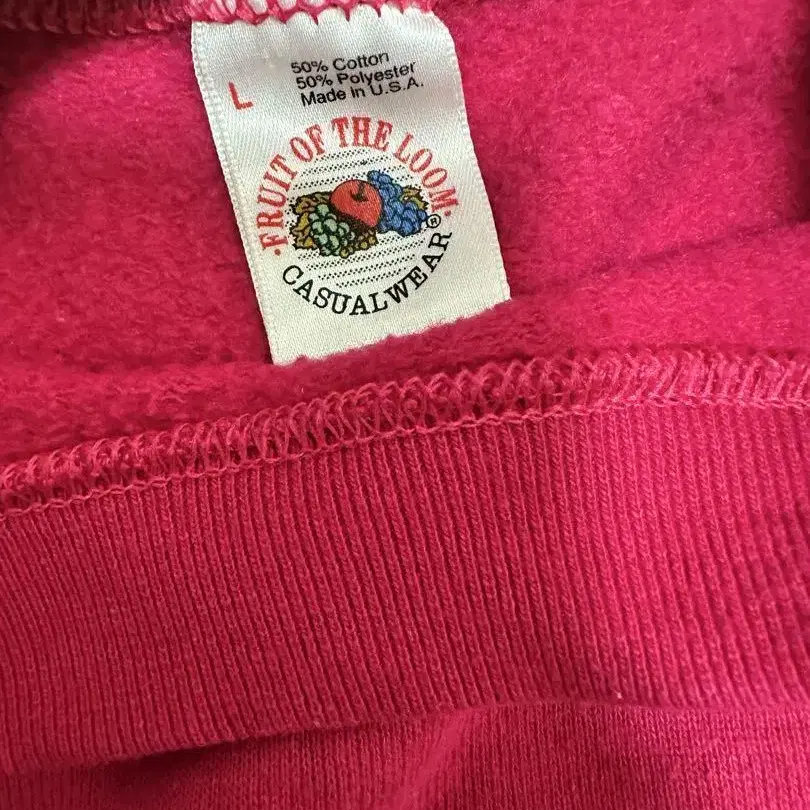 50% Cotton
50% Polyester
L
Made in U.S.A.
·FRUIT OF THE LOOM·
®
CASUALWEAR